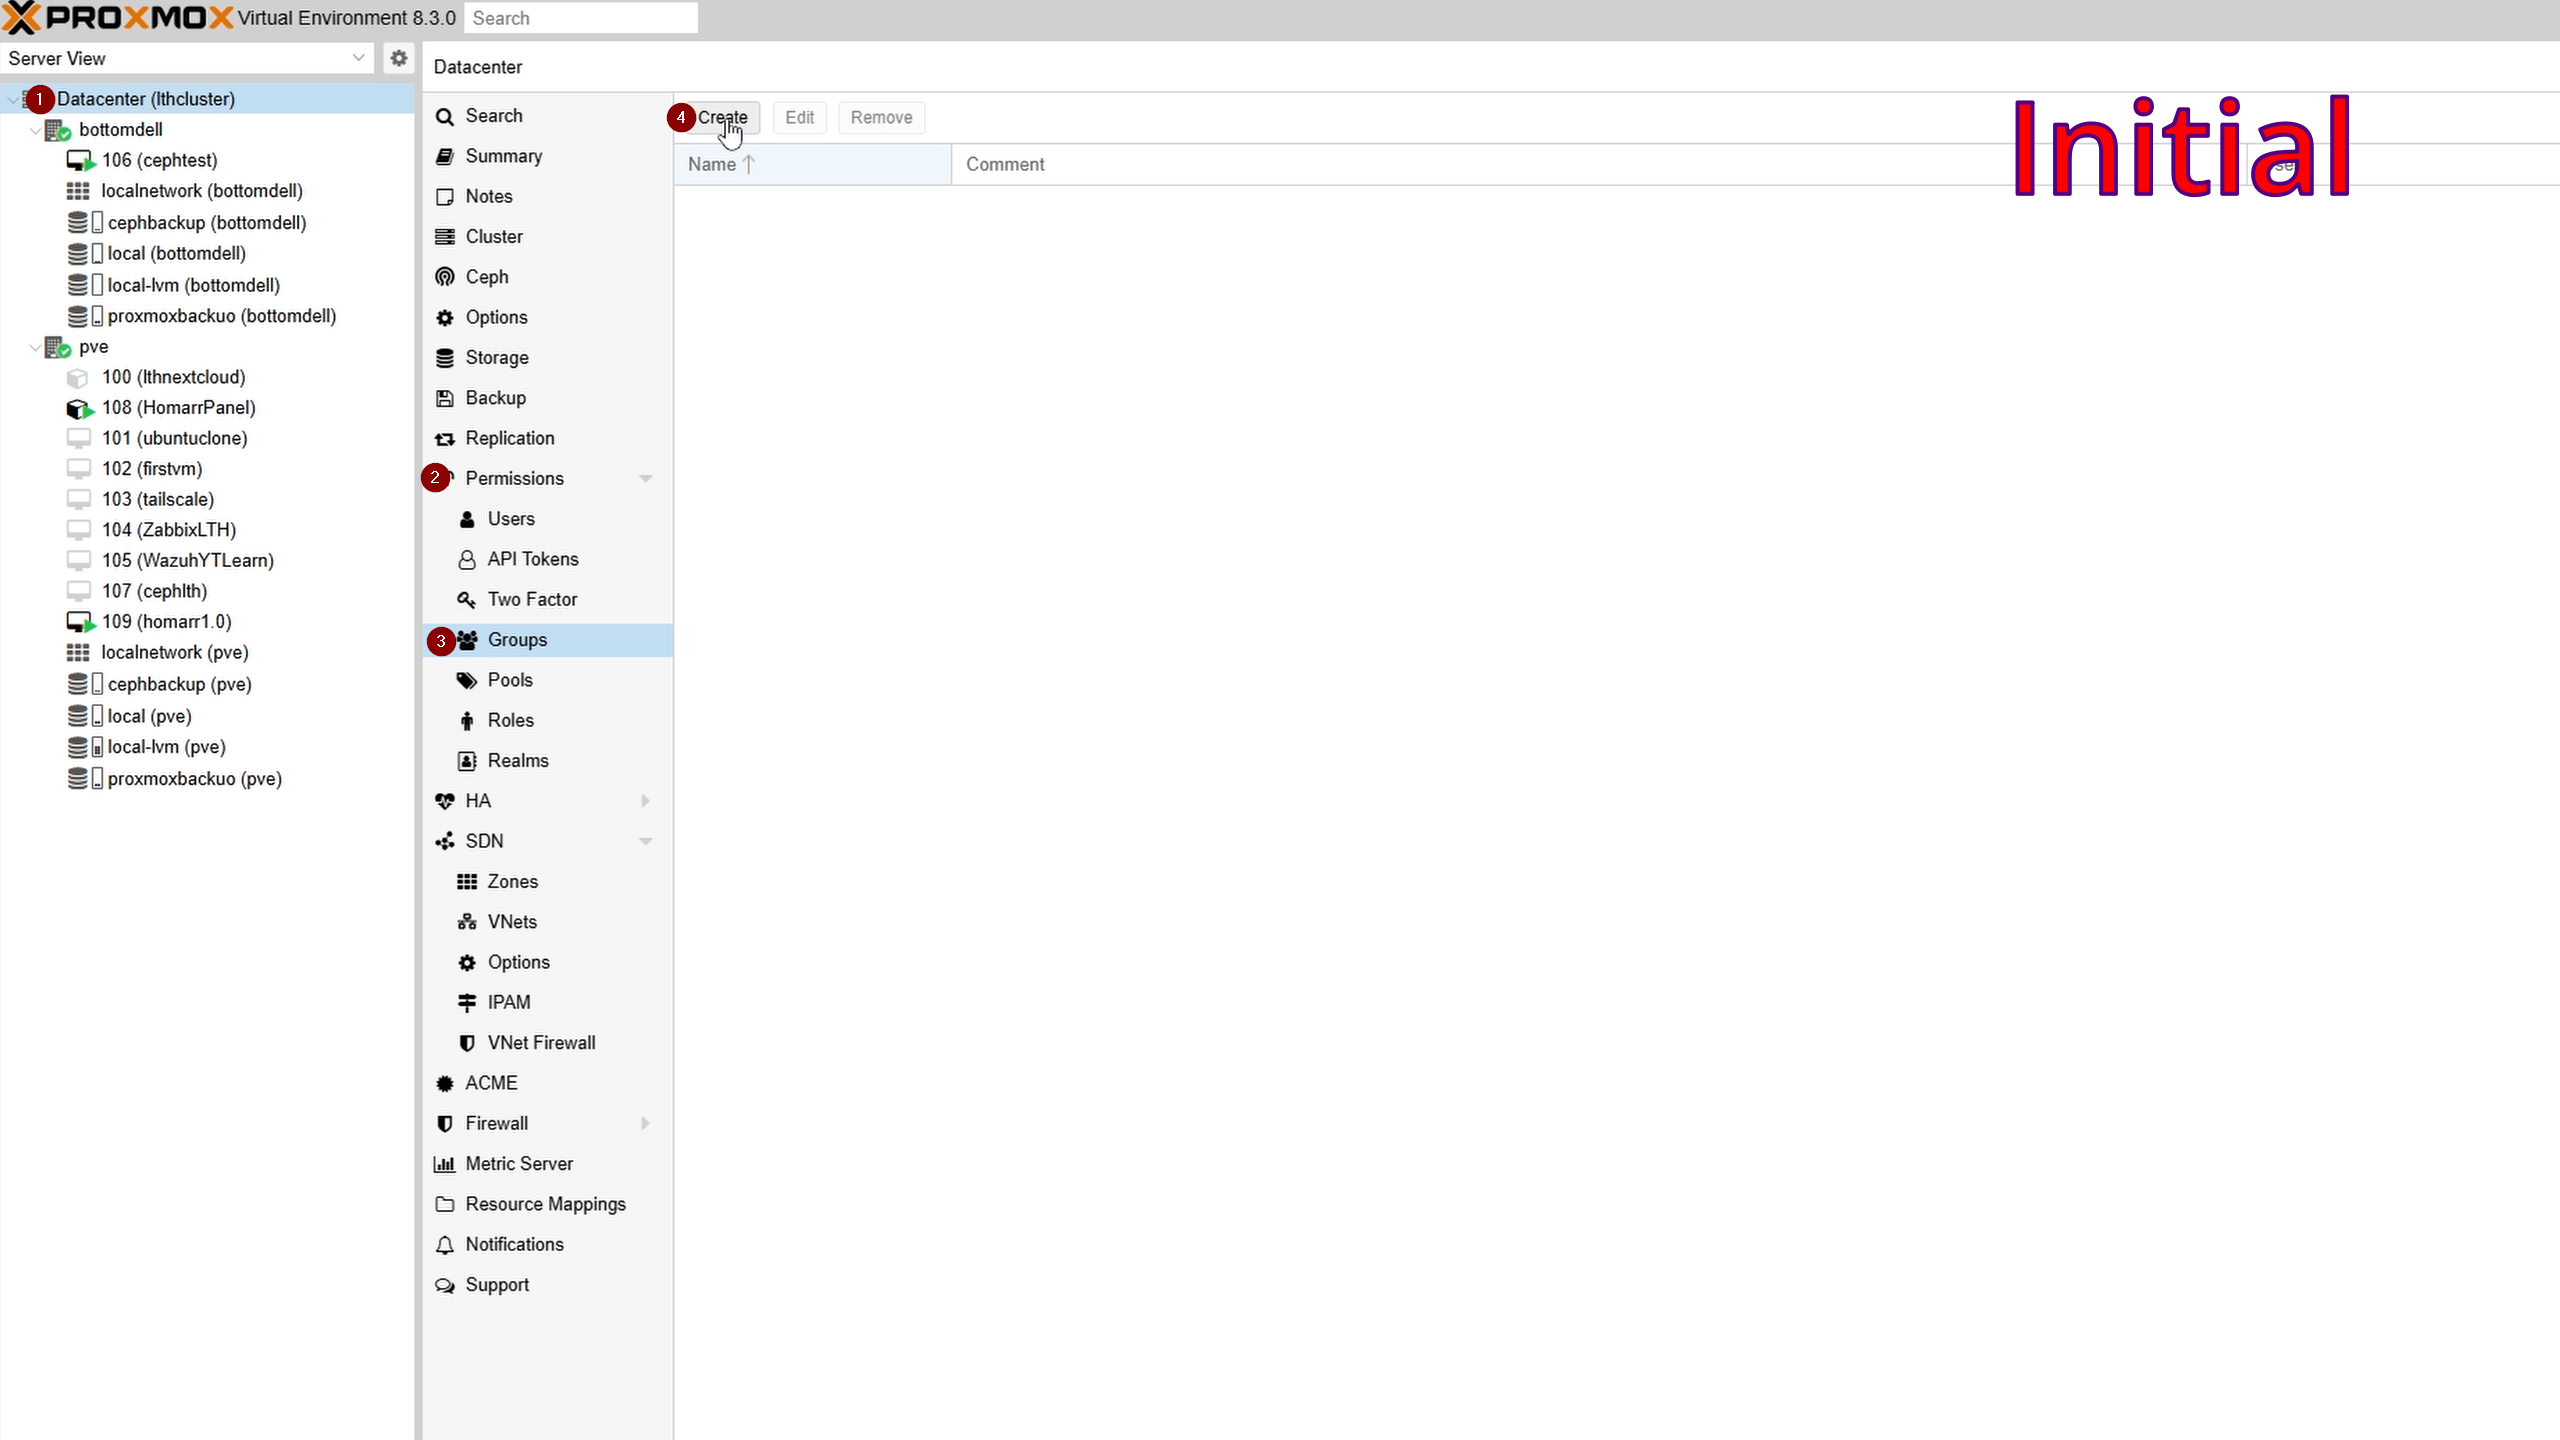 PROXMOX Virtual Environment 8.3.0 Search
Server View
Datacenter
1 Datacenter (lthcluster)
bottomdell
106 (cephtest)
localnetwork (bottomdell)
cephbackup (bottomdell)
local (bottomdell)
local-lvm (bottomdell)
proxmoxbackuo (bottomdell)
pve
100 (lthnextcloud)
108 (HomarrPanel)
101 (ubuntuclone)
102 (firstvm)
103 (tailscale)
104 (ZabbixLTH)
105 (WazuhYTLearn)
107 (cephlth)
109 (homarr1.0)
localnetwork (pve)
cephbackup (pve)
local (pve)
local-lvm (pve)
proxmoxbackuo (pve)
Search
Summary
Notes
Cluster
Ceph
Options
Storage
Backup
Replication
2 Permissions
Users
API Tokens
Two Factor
3 Groups
Pools
Roles
Realms
HA
SDN
Zones
VNets
Options
IPAM
VNet Firewall
ACME
Firewall
Metric Server
Resource Mappings
Notifications
Support
4 Create Edit Remove
Name Comment
Initial